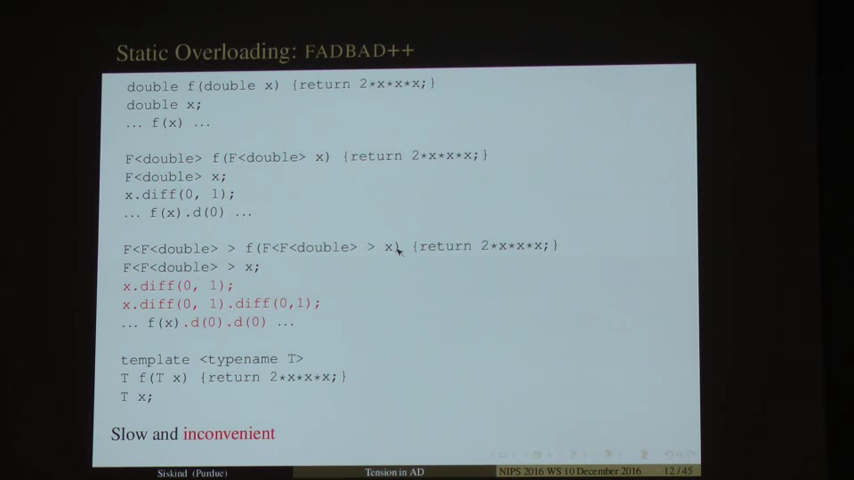 Static Overloading: FADBAD++
double f(double x) {return 2*x*x*x;}
double x;
... f(x) ...
F<double> f(F<double> x) {return 2*x*x*x;}
F<double> x;
x.diff(0, 1);
... f(x).d(0) ...
F<F<double> > f(F<F<double> > x) {return 2*x*x*x;}
F<F<double> > x;
x.diff(0, 1);
x.diff(0, 1).diff(0,1);
... f(x).d(0).d(0) ...
template <typename T>
T f(T x) {return 2*x*x*x;}
T x;
Slow and inconvenient
Siskind (Purdue) Tension in AD NIPS 2016 WS 10 December 2016 12 / 45